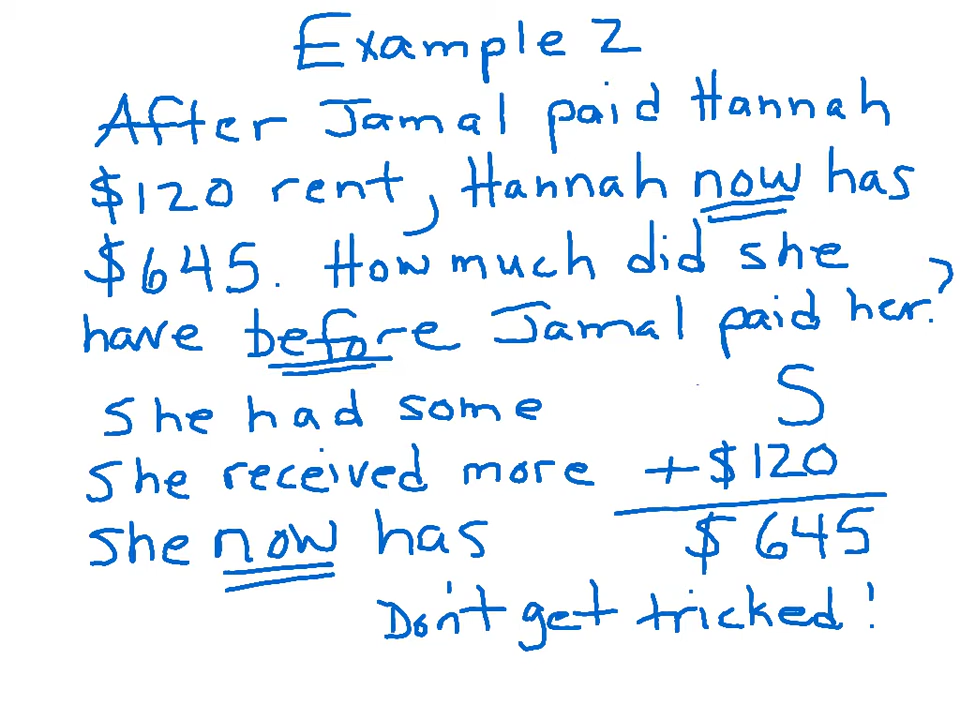 Example 2
After Jamal paid Hannah
$120 rent, Hannah now has
$645. How much did she
have before Jamal paid her?
She had some S
She received more +$120
She now has $645
Don't get tricked!